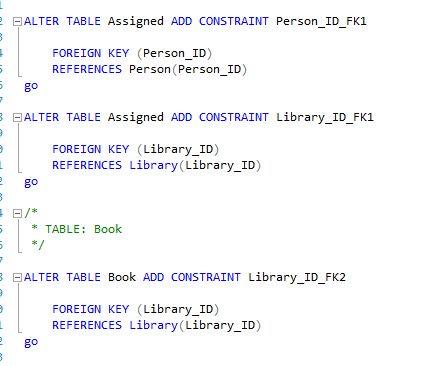 ALTER TABLE Assigned ADD CONSTRAINT Person_ID_FK1
FOREIGN KEY (Person_ID)
REFERENCES Person(Person_ID)
go
ALTER TABLE Assigned ADD CONSTRAINT Library_ID_FK1
FOREIGN KEY (Library_ID)
REFERENCES Library(Library_ID)
go
/*
* TABLE: Book
*/
ALTER TABLE Book ADD CONSTRAINT Library_ID_FK2
FOREIGN KEY (Library_ID)
REFERENCES Library(Library_ID)
go